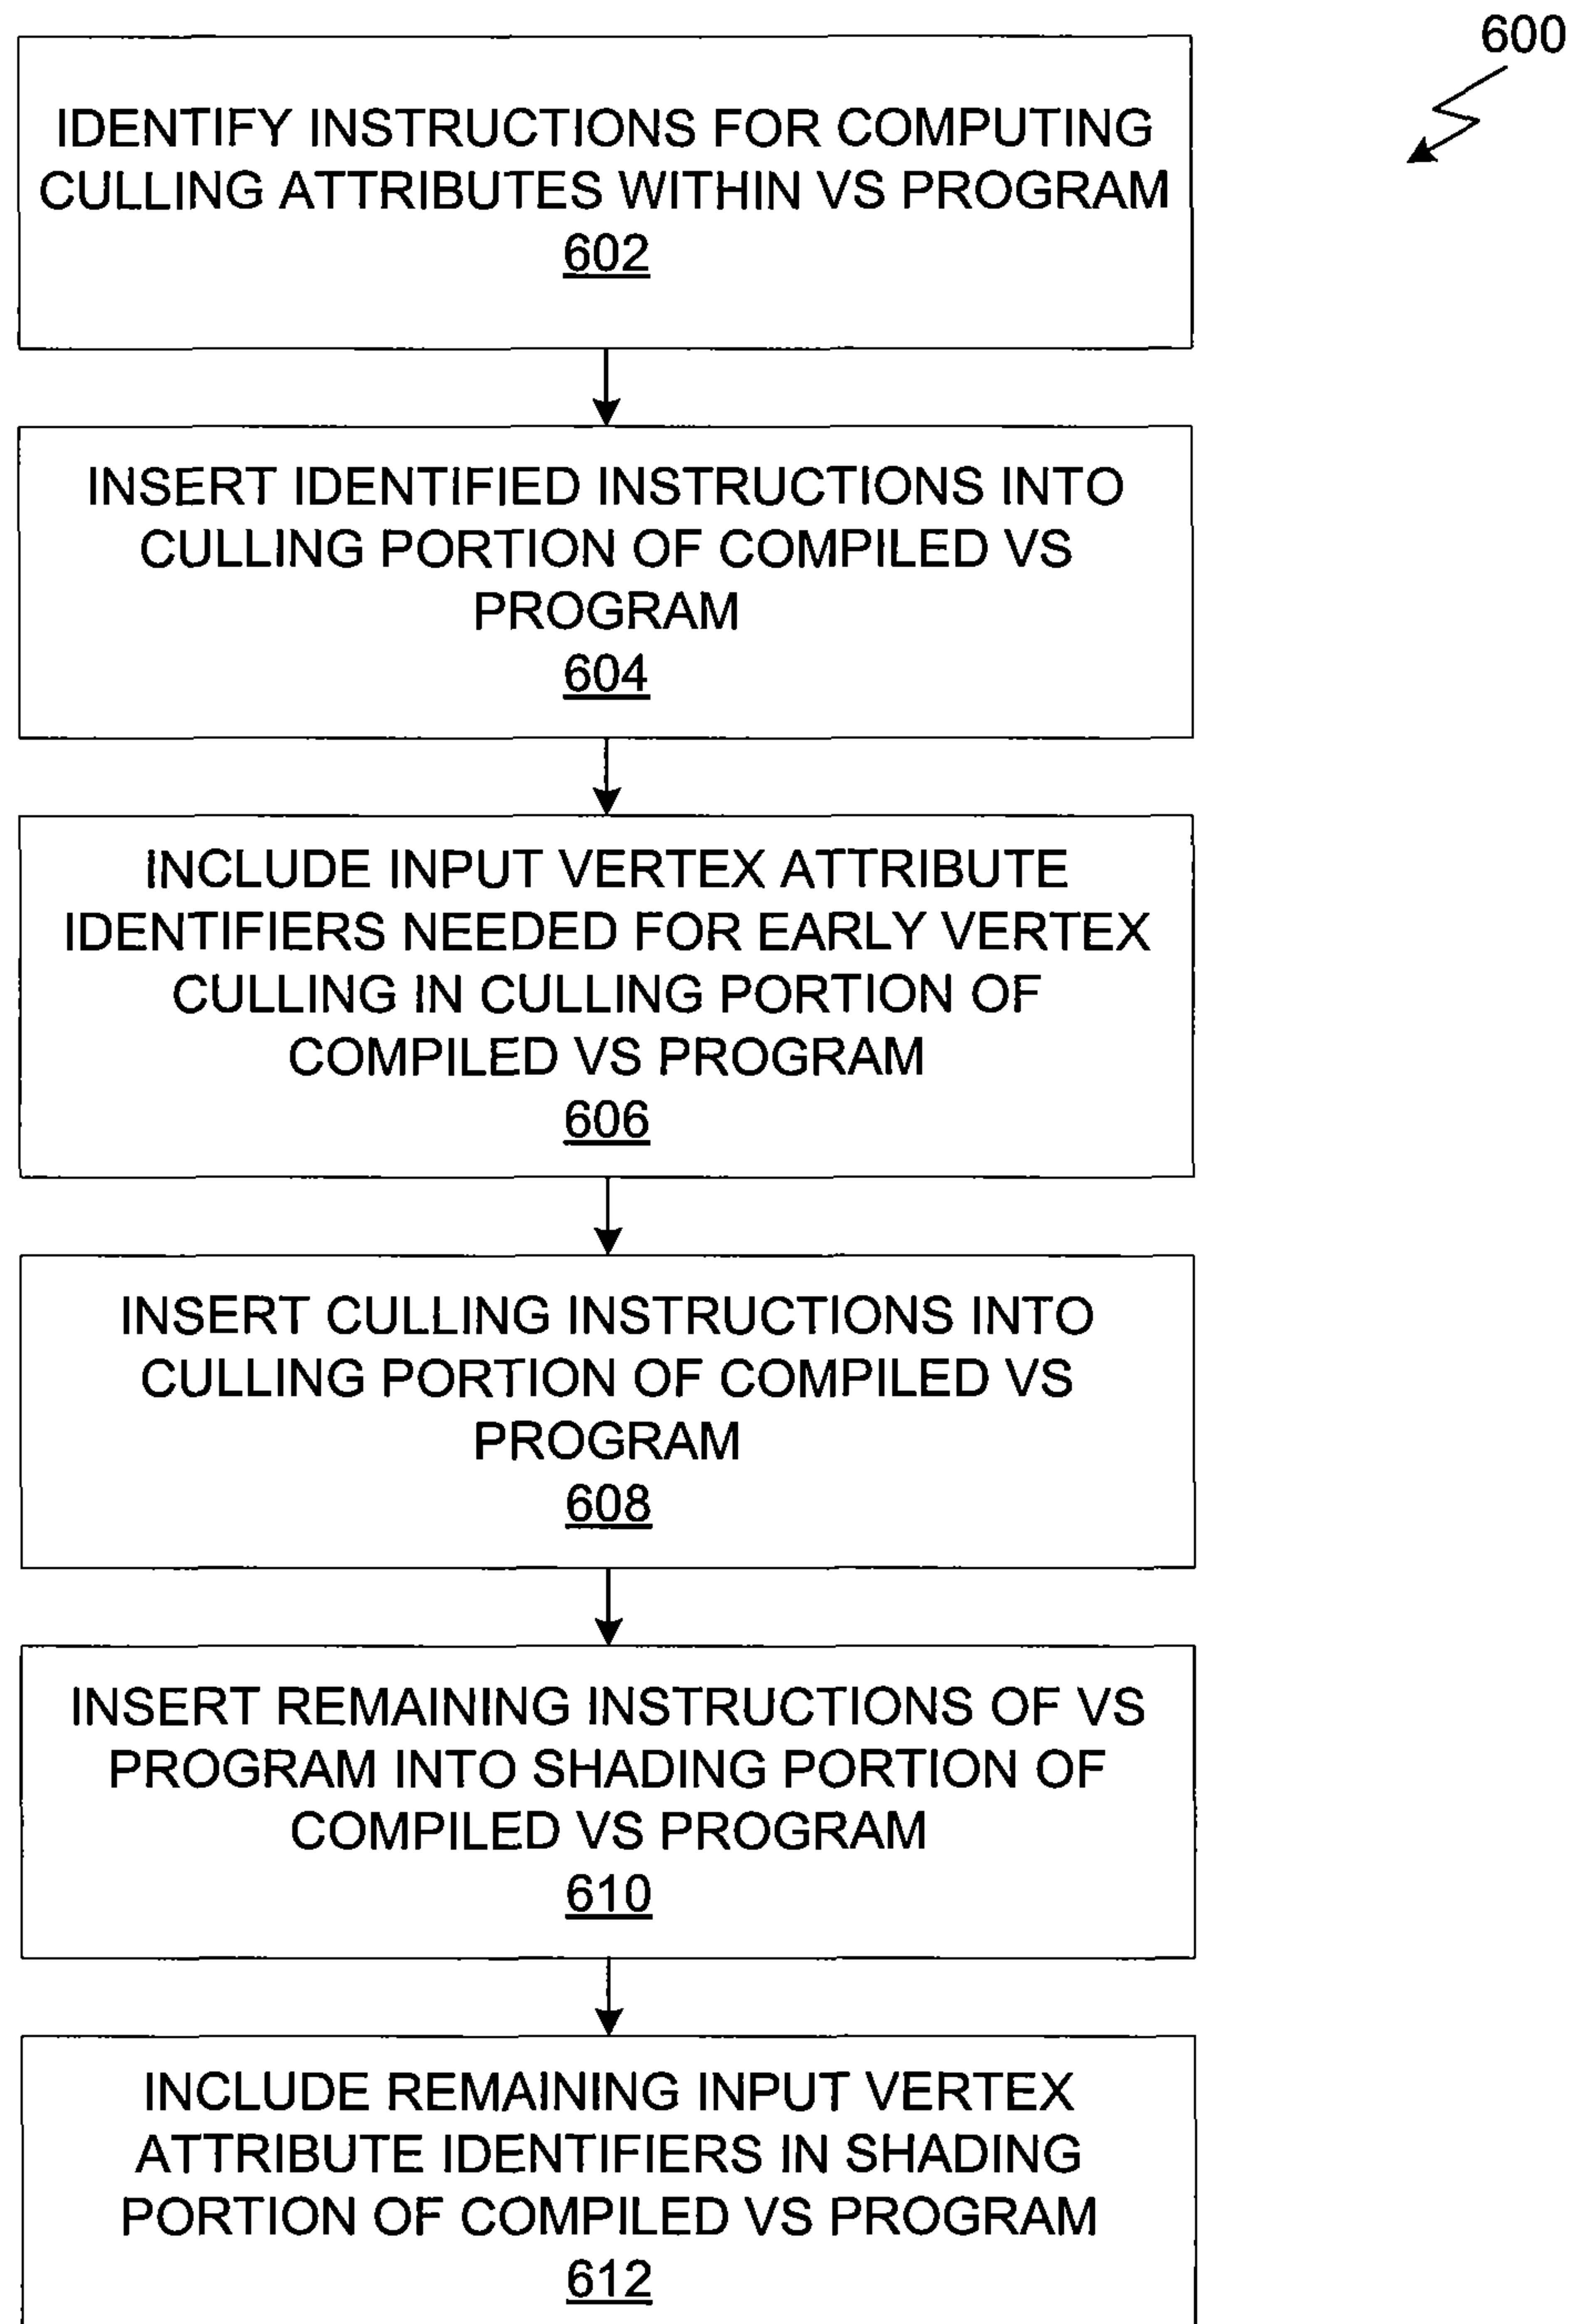 600
IDENTIFY INSTRUCTIONS FOR COMPUTING
CULLING ATTRIBUTES WITHIN VS PROGRAM
602
INSERT IDENTIFIED INSTRUCTIONS INTO
CULLING PORTION OF COMPILED VS
PROGRAM
604
INCLUDE INPUT VERTEX ATTRIBUTE
IDENTIFIERS NEEDED FOR EARLY VERTEX
CULLING IN CULLING PORTION OF
COMPILED VS PROGRAM
606
INSERT CULLING INSTRUCTIONS INTO
CULLING PORTION OF COMPILED VS
PROGRAM
608
INSERT REMAINING INSTRUCTIONS OF VS
PROGRAM INTO SHADING PORTION OF
COMPILED VS PROGRAM
610
INCLUDE REMAINING INPUT VERTEX
ATTRIBUTE IDENTIFIERS IN SHADING
PORTION OF COMPILED VS PROGRAM
612